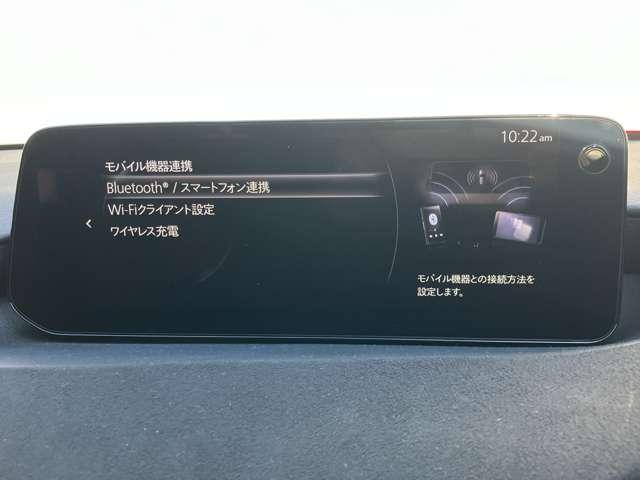 10:22 am
モバイル機器連携
Bluetooth® / スマートフォン連携
Wi-Fiクライアント設定
ワイヤレス充電
モバイル機器との接続方法を
設定します。